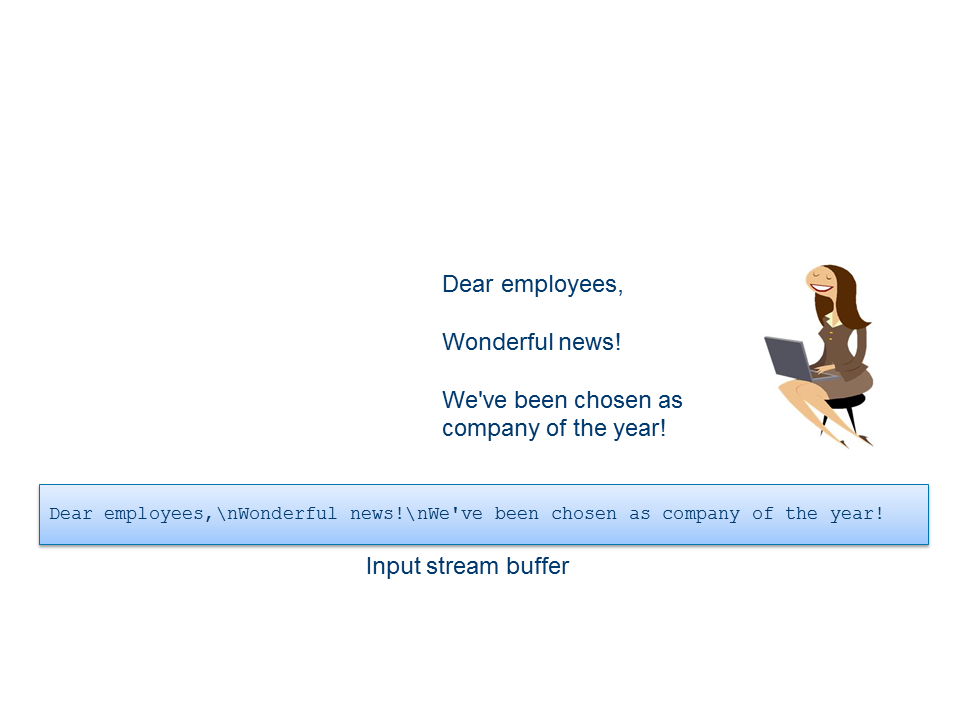 Dear employees,
Wonderful news!
We've been chosen as
company of the year!
Dear employees,\nWonderful news!\nWe've been chosen as company of the year!
Input stream buffer